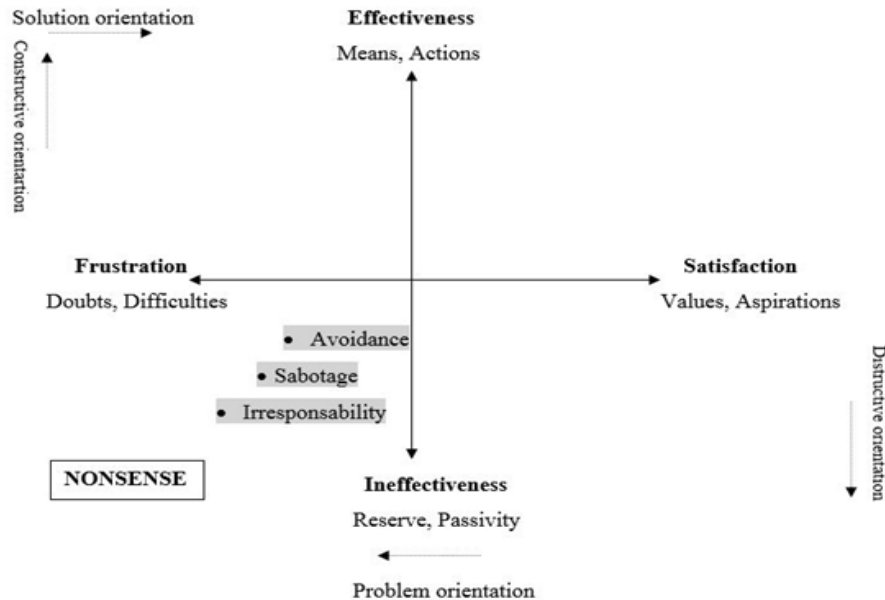 Solution orientation
Effectiveness
Means, Actions
Constructive orientartion
Frustration
Satisfaction
Doubts, Difficulties
Values, Aspirations
• Avoidance
• Sabotage
• Irresponsability
Distructive orientation
NONSENSE
Ineffectiveness
Reserve, Passivity
Problem orientation